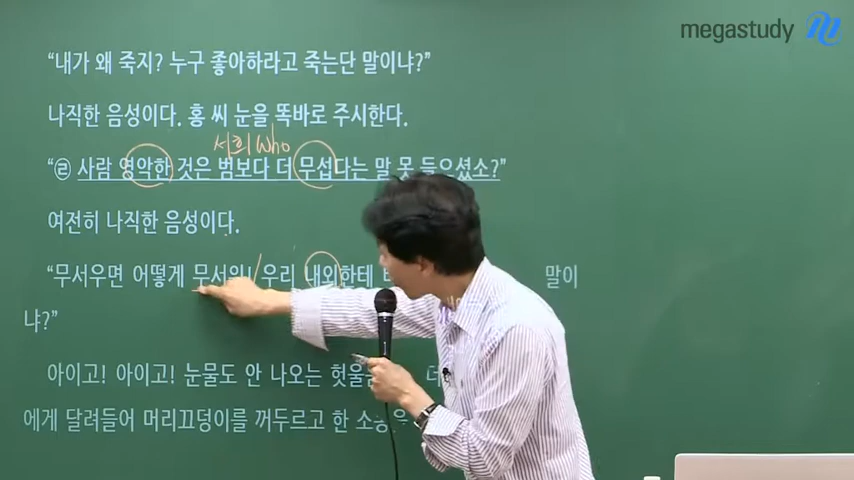 megastudy
“내가 왜 죽지? 누구 좋아하라고 죽는단 말이냐?”
나직한 음성이다. 홍 씨 눈을 똑바로 주시한다.
서희 Who
“㉣ 사람 영악한 것은 범보다 더 무섭다는 말 못 들으셨소?”
여전히 나직한 음성이다.
“무서우면 어떻게 우리 내외한테 말이
냐?”
아이고! 아이고! 눈물도 안 나오는 헛울음
에게 달려들어 머리끄덩이를 꺼두르고 한 소동